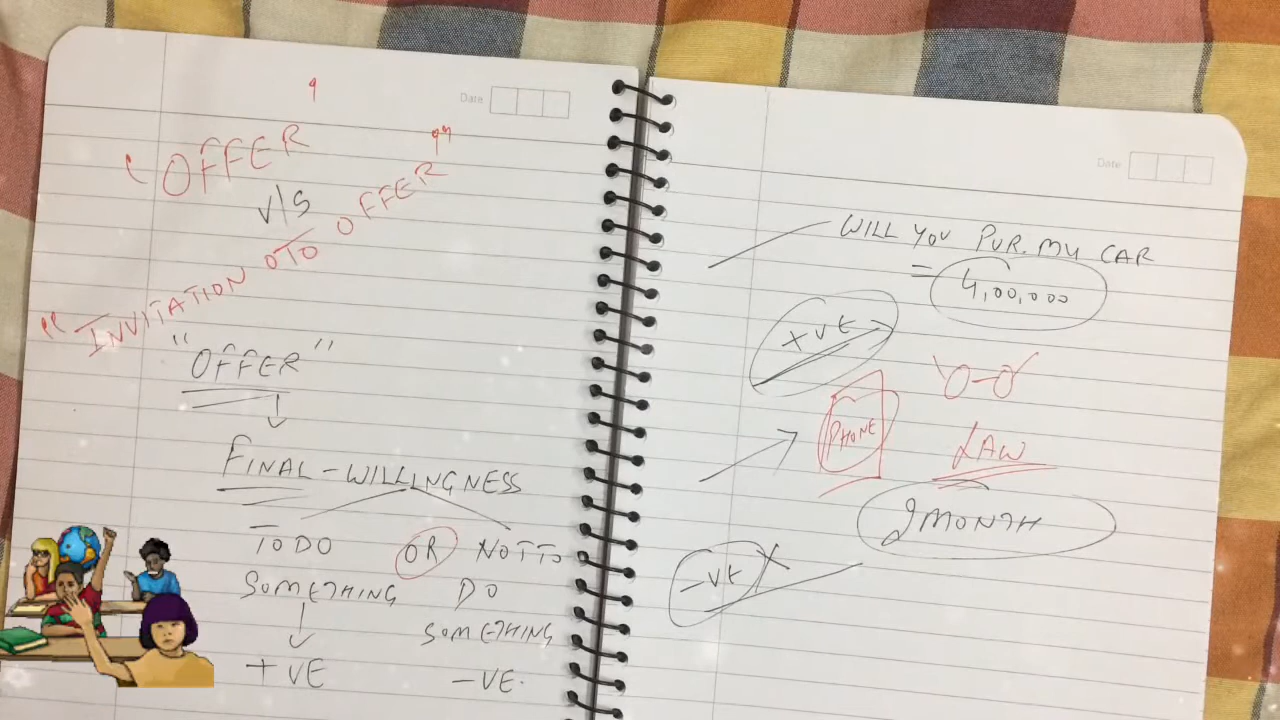 Date
"OFFER
V/S
"INVITATION OTO OFFER"
"OFFER"
FINAL-WILLINGNESS
TO DO
SOMETHING
+VE
OR
NOT TO
DO
SOMETHING
-VE.
Date
WILL YOU PUR. MY CAR
= 4,00,000
+VE
PHONE
LAW
2 MONTH
-VE